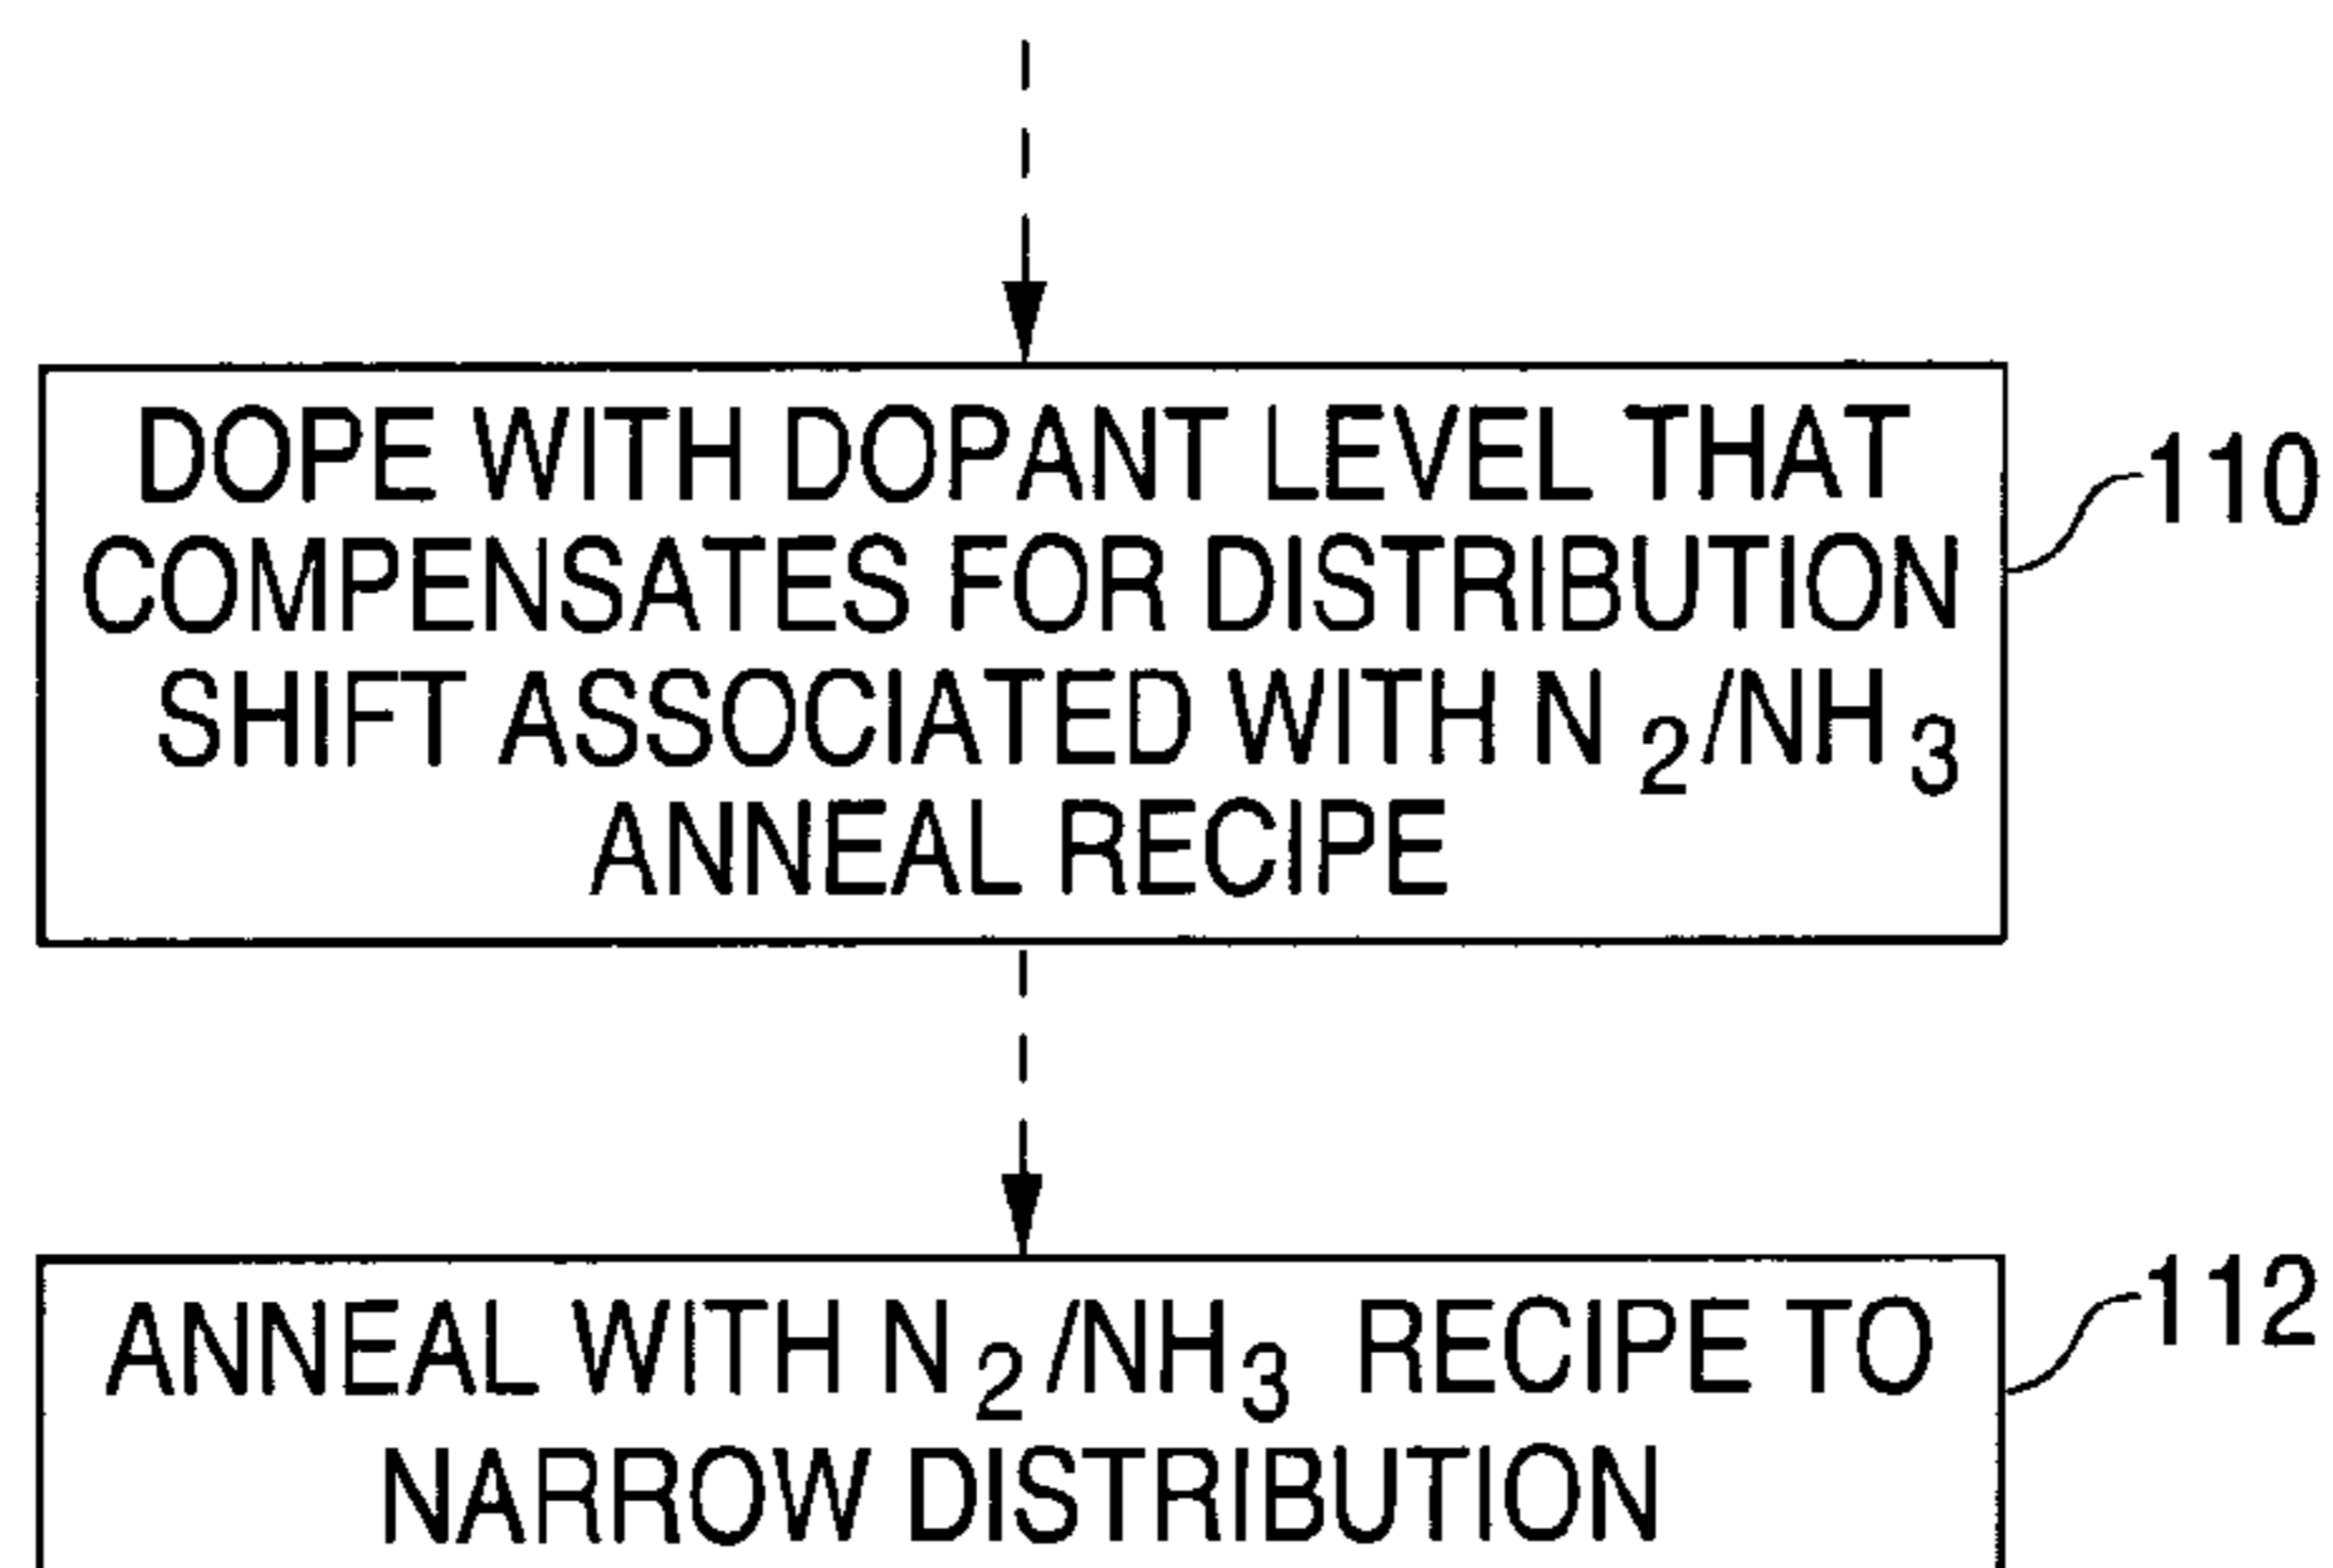 DOPE WITH DOPANT LEVEL THAT
110
COMPENSATES FOR DISTRIBUTION
SHIFT ASSOCIATED WITH N₂/NH₃
ANNEAL RECIPE
112
ANNEAL WITH N₂/NH₃ RECIPE TO
NARROW DISTRIBUTION